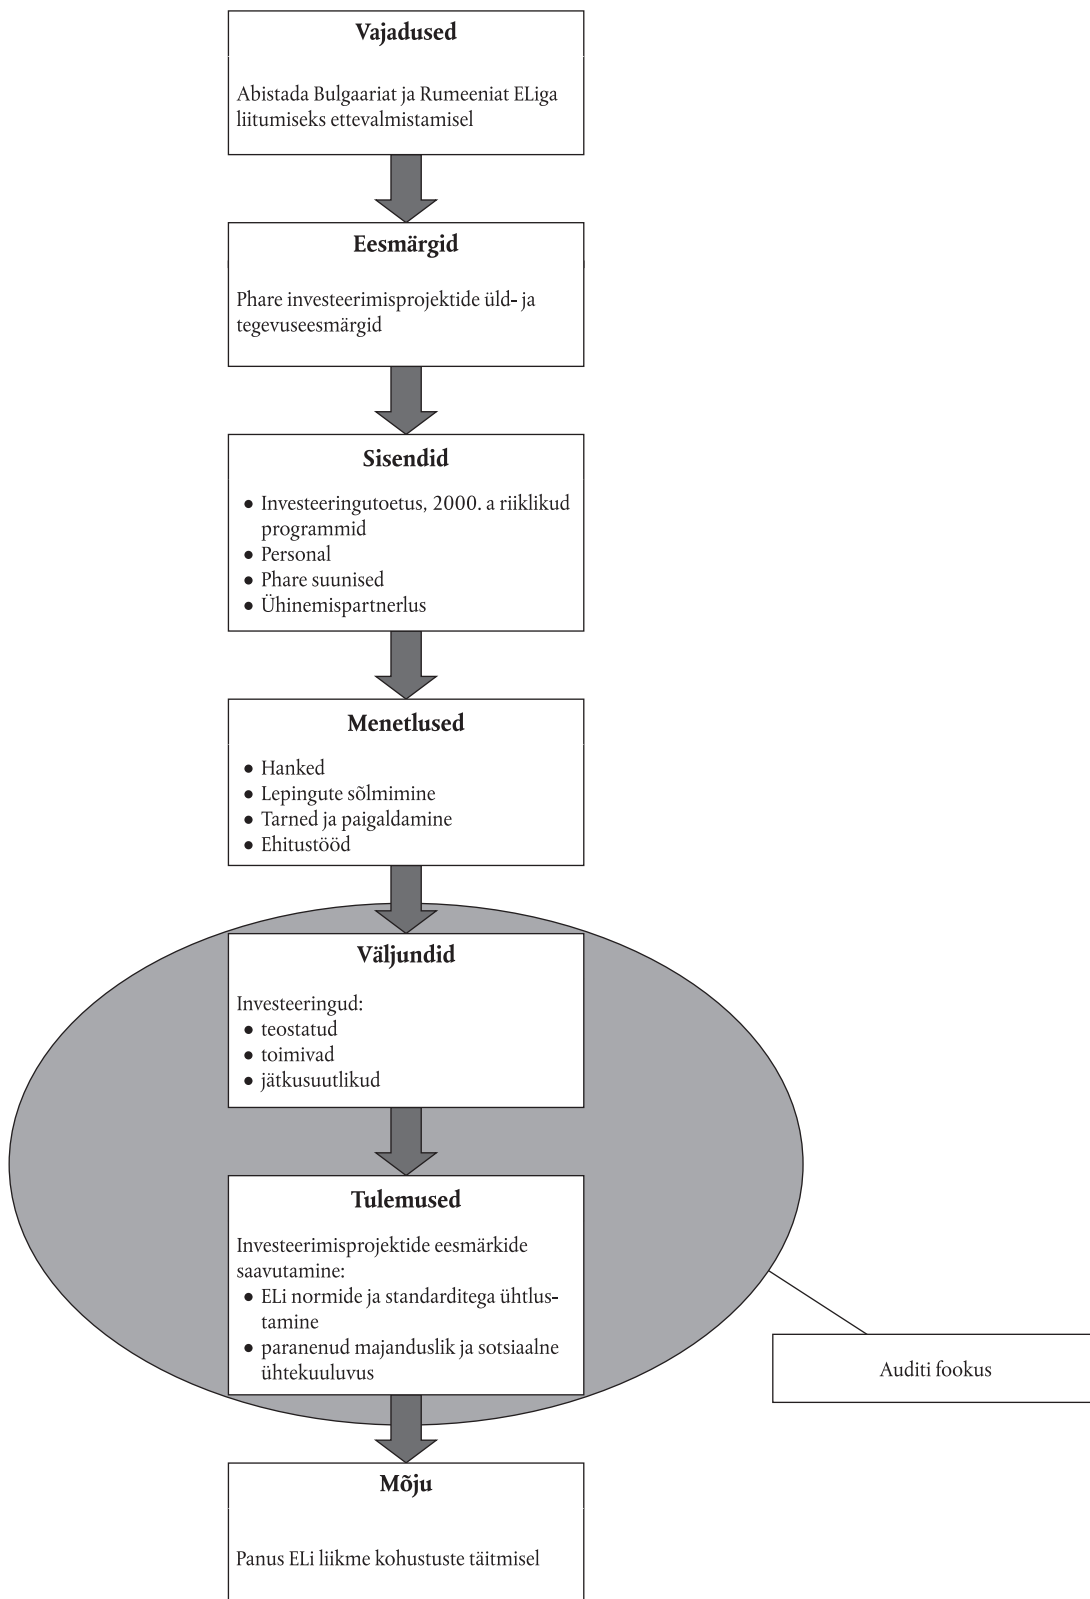 Vajadused
Abistada Bulgaariat ja Rumeeniat ELiga
liitumiseks ettevalmistamisel
Eesmärgid
Phare investeerimisprojektide üld- ja
tegevuseesmärgid
Sisendid
● Investeeringutoetus, 2000. a riiklikud
programmid
● Personal
● Phare suunised
● Ühinemispartnerlus
Menetlused
● Hanked
● Lepingute sõlmimine
● Tarned ja paigaldamine
● Ehitustööd
Väljundid
Investeeringud:
● teostatud
● toimivad
● jätkusuutlikud
Tulemused
Investeerimisprojektide eesmärkide
saavutamine:
● ELi normide ja standarditega ühtlus-
tamine
● paranenud majanduslik ja sotsiaalne
ühtekuuluvus
Auditi fookus
Mõju
Panus ELi liikme kohustuste täitmisel